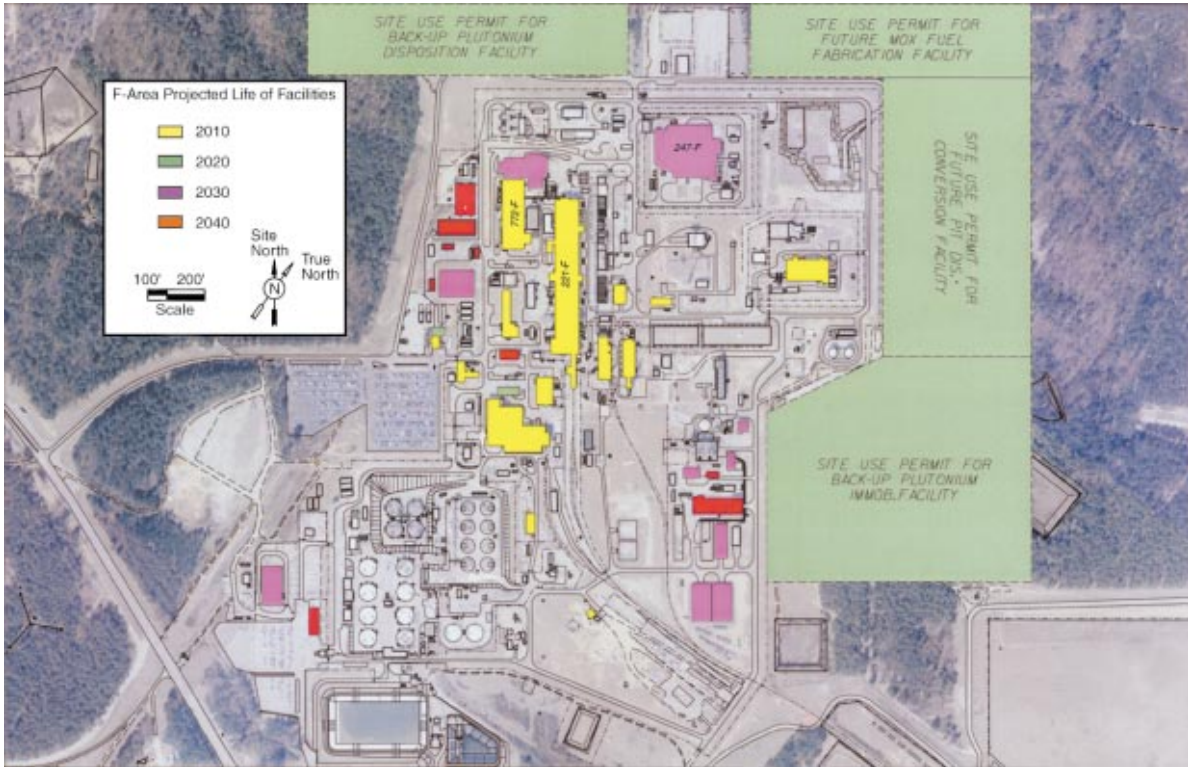 SITE USE PERMIT FOR
BACK-UP PLUTONIUM
DISPOSITION FACILITY
SITE USE PERMIT FOR
FUTURE MOX FUEL
FABRICATION FACILITY
F-Area Projected Life of Facilities
2010
2020
2030
2040
Site
North
True
North
N
100' 200'
Scale
772-F
221-F
247-F
SITE USE PERMIT FOR
FUTURE PIT DIS."
CONVERSION FACILITY
SITE USE PERMIT FOR
BACK-UP PLUTONIUM
IMMOB.FACILITY